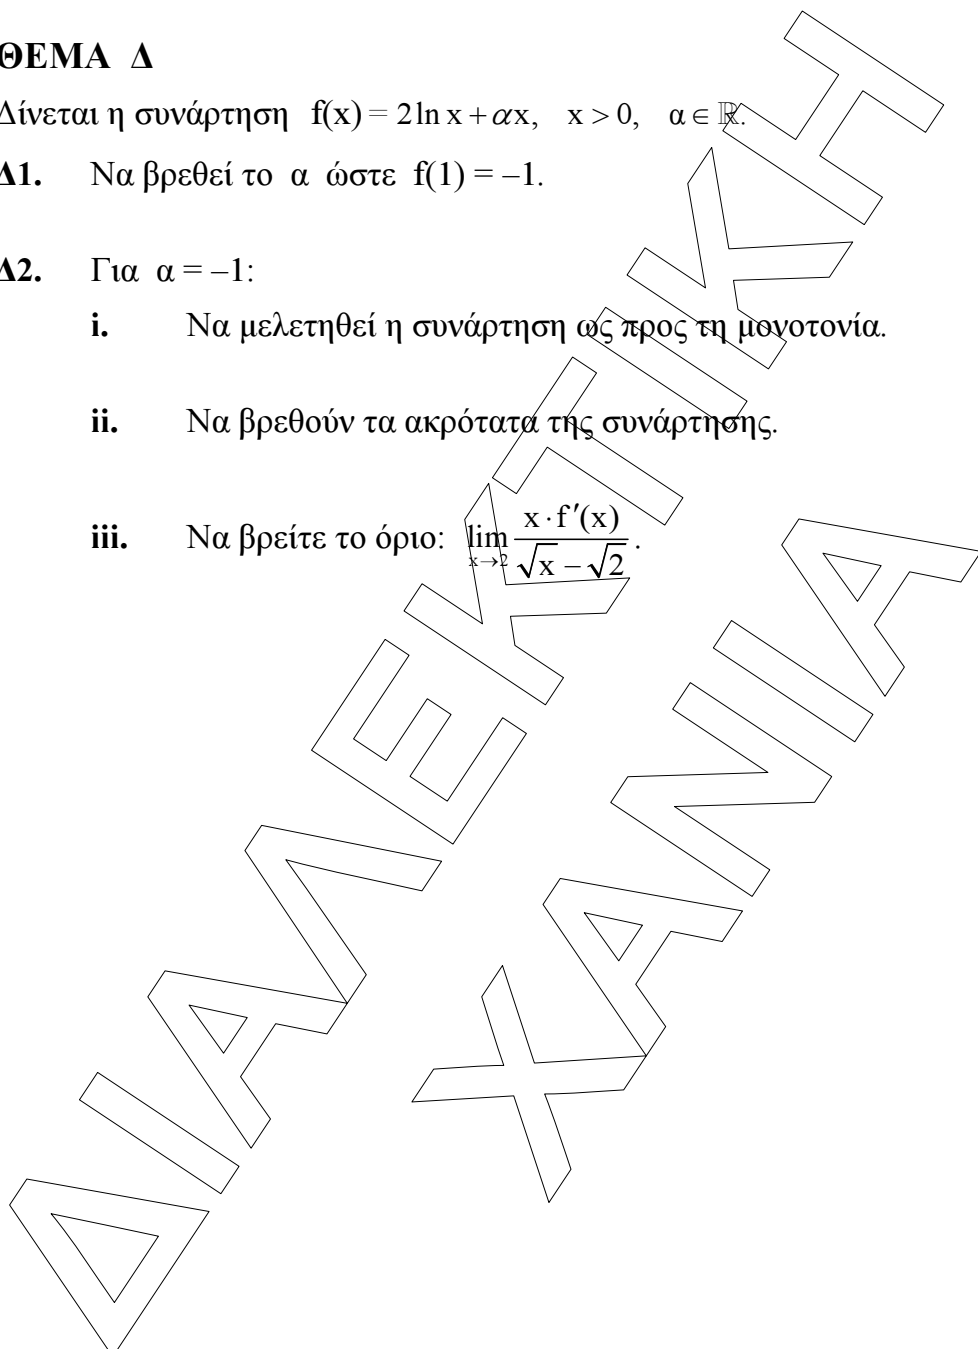 ΘΕΜΑ Δ
Δίνεται η συνάρτηση f(x) = 2ln x + αx, x > 0, α ∈ ℝ.
Δ1. Να βρεθεί το α ώστε f(1) = –1.
Δ2. Για α = –1:
i. Να μελετηθεί η συνάρτηση ως προς τη μονοτονία.
ii. Να βρεθούν τα ακρότατα της συνάρτησης.
iii. Να βρείτε το όριο: lim x→2 x·f′(x) / √x – √2 .
ΔΙΑΛΕΚΤΙΚΗ
ΧΑΝΙΑ